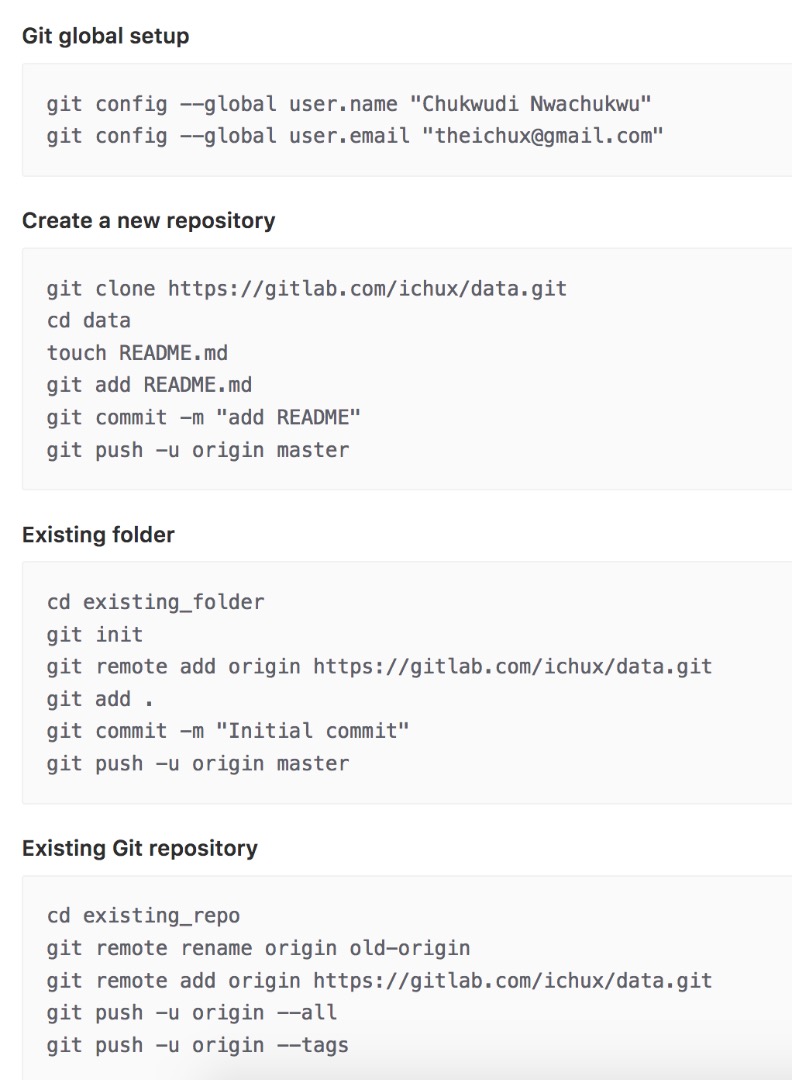 Git global setup
git config --global user.name "Chukwudi Nwachukwu"
git config --global user.email "theichux@gmail.com"
Create a new repository
git clone https://gitlab.com/ichux/data.git
cd data
touch README.md
git add README.md
git commit -m "add README"
git push -u origin master
Existing folder
cd existing_folder
git init
git remote add origin https://gitlab.com/ichux/data.git
git add .
git commit -m "Initial commit"
git push -u origin master
Existing Git repository
cd existing_repo
git remote rename origin old-origin
git remote add origin https://gitlab.com/ichux/data.git
git push -u origin --all
git push -u origin --tags